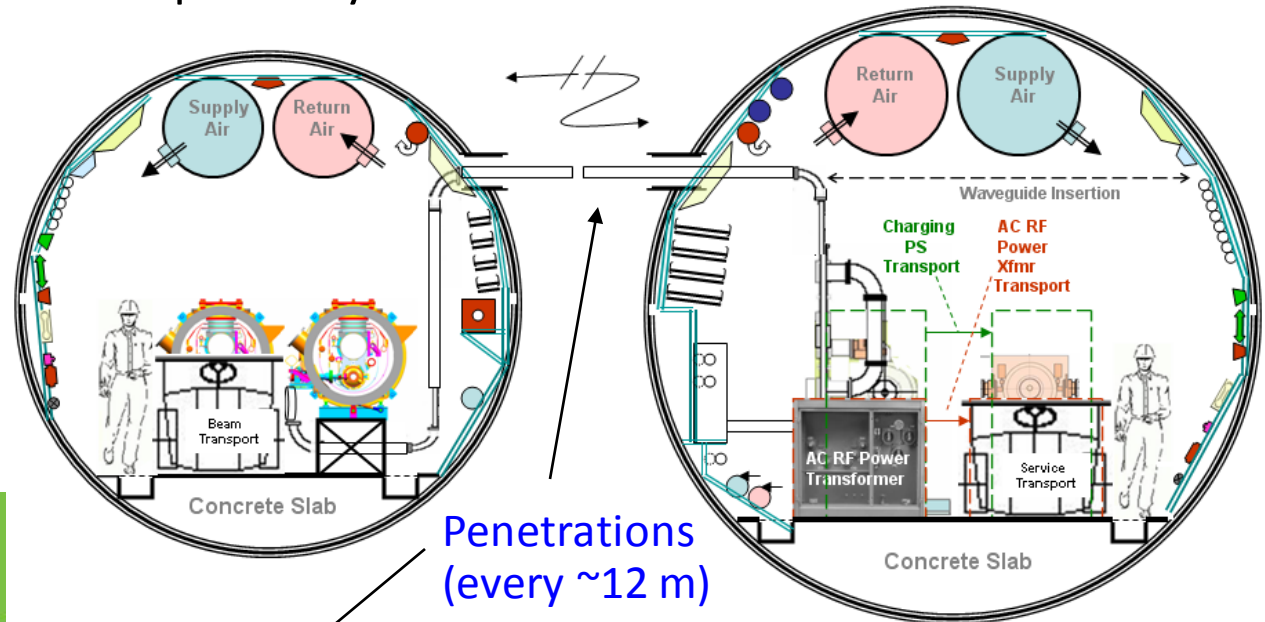 Supply
Air
Return
Air
Return
Air
Supply
Air
Waveguide Insertion
Charging
PS
Transport
AC RF
Power
Xfmr
Transport
Beam
Transport
AC RF Power
Transformer
Service
Transport
Concrete Slab
Penetrations
(every ~12 m)
Concrete Slab